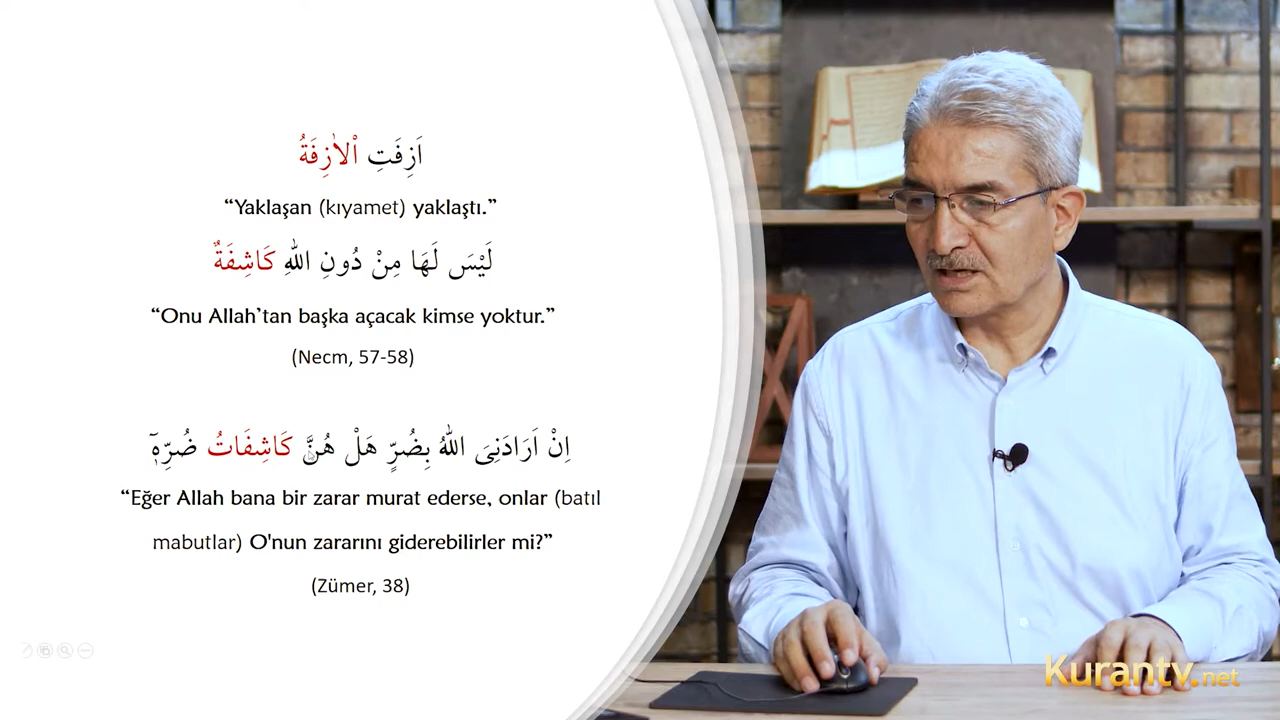 اَزِفَتِ الْاٰزِفَةُ
“Yaklaşan (kıyamet) yaklaştı.”
لَيْسَ لَهَا مِنْ دُونِ اللّٰهِ كَاشِفَةٌ
“Onu Allah’tan başka açacak kimse yoktur.”
(Necm, 57-58)
اِنْ اَرَادَنِىَ اللّٰهُ بِضُرٍّ هَلْ هُنَّ كَاشِفَاتُ ضُرِّهٖٓ
“Eğer Allah bana bir zarar murat ederse, onlar (batıl
mabutlar) O'nun zararını giderebilirler mi?”
(Zümer, 38)
Kurantv.net